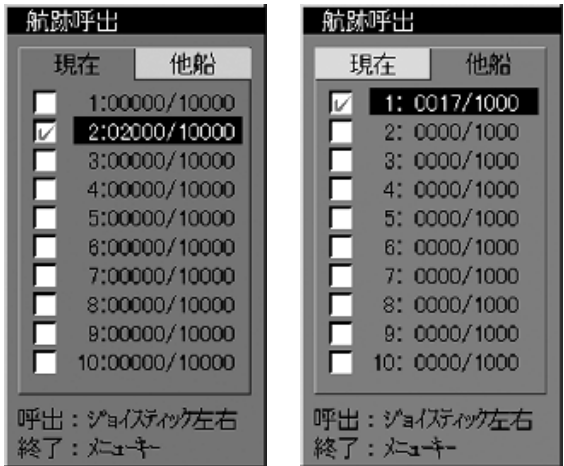 航跡呼出
現在 他船
1:00000/10000
2:02000/10000
3:00000/10000
4:00000/10000
5:00000/10000
6:00000/10000
7:00000/10000
8:00000/10000
9:00000/10000
10:00000/10000
呼出:ジョイスティック左右
終了:メニューキー
航跡呼出
現在 他船
1: 0017/1000
2: 0000/1000
3: 0000/1000
4: 0000/1000
5: 0000/1000
6: 0000/1000
7: 0000/1000
8: 0000/1000
9: 0000/1000
10: 0000/1000
呼出:ジョイスティック左右
終了:メニューキー